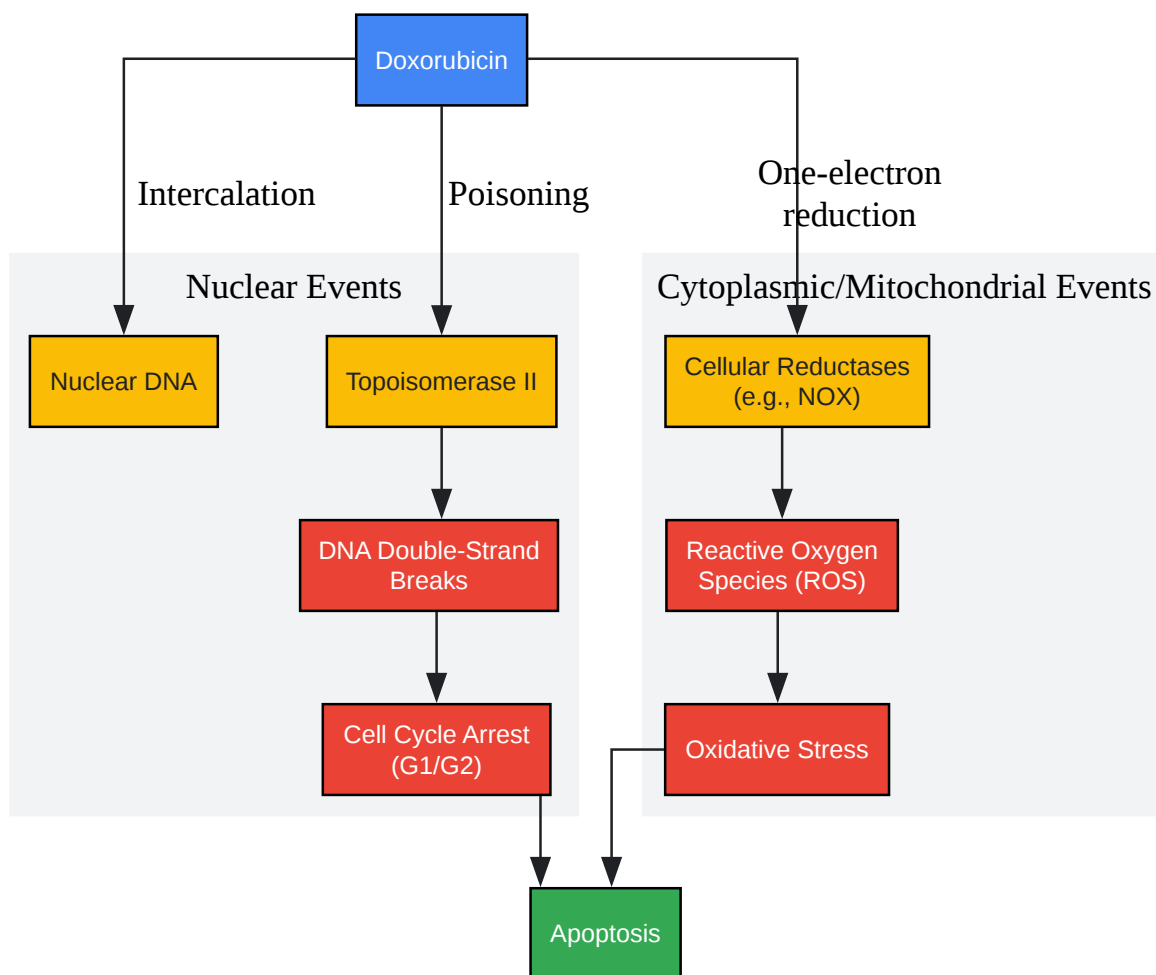 Doxorubicin
Intercalation
Poisoning
One-electron
reduction
Nuclear Events
Cytoplasmic/Mitochondrial Events
Nuclear DNA
Topoisomerase II
Cellular Reductases
(e.g., NOX)
DNA Double-Strand
Breaks
Reactive Oxygen
Species (ROS)
Cell Cycle Arrest
(G1/G2)
Oxidative Stress
Apoptosis